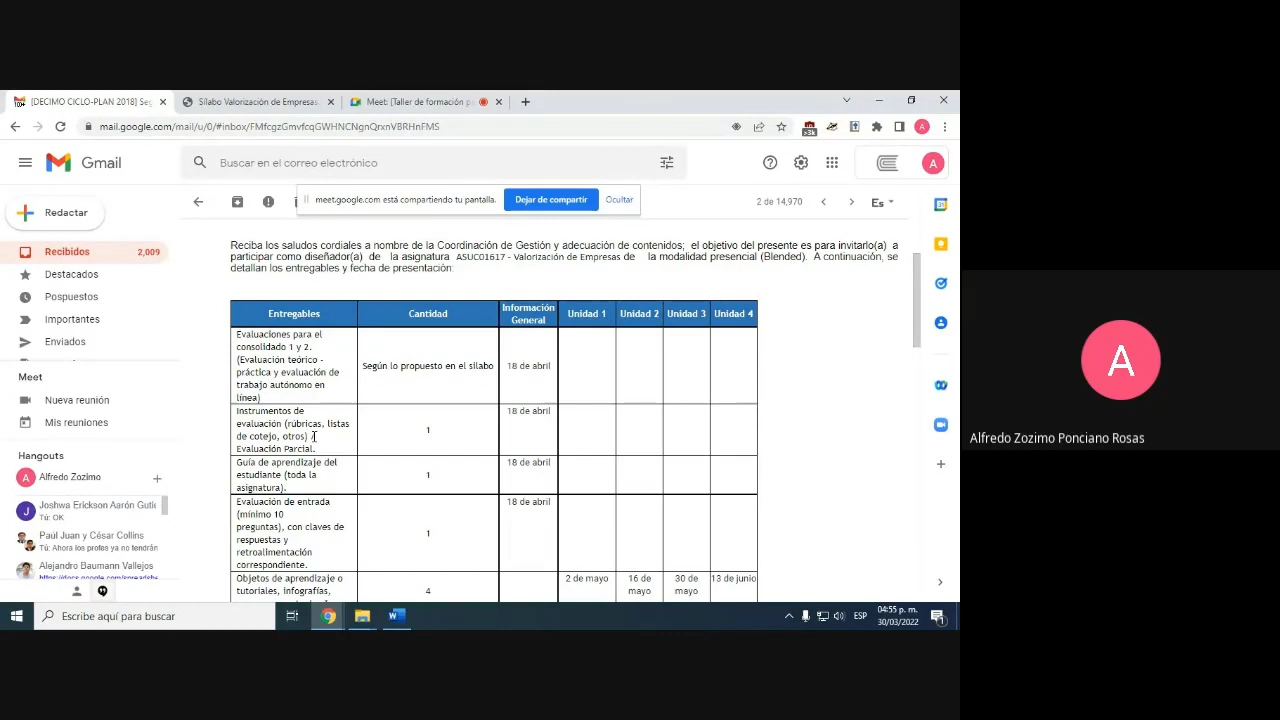 [DECIMO CICLO-PLAN 2018] Seg
Sílabo Valorización de Empresas.
Meet: [Taller de formación pa
mail.google.com/mail/u/0/#inbox/FMfcgzGmvfcqGWHNCNgnQrxnVBRHnFMS
>3k
A
Gmail
Buscar en el correo electrónico
A
meet.google.com está compartiendo tu pantalla.
Dejar de compartir
Ocultar
2 de 14,970
Es
Redactar
Recibidos 2,009
Destacados
Pospuestos
Importantes
Enviados
Meet
Nueva reunión
Mis reuniones
Hangouts
A
Alfredo Zozimo
J
Joshwa Erickson Aarón Gutie
Tú: OK
Paúl Juan y César Collins
Tú: Ahora los profes ya no tendrán
Alejandro Baumann Vallejos
https://docs.google.com/spreadshe
Reciba los saludos cordiales a nombre de la Coordinación de Gestión y adecuación de contenidos; el objetivo del presente es para invitarlo(a) a
participar como diseñador(a) de la asignatura ASUC01617 - Valorización de Empresas de la modalidad presencial (Blended). A continuación, se
detallan los entregables y fecha de presentación:
Entregables
Cantidad
Información
General
Unidad 1
Unidad 2
Unidad 3
Unidad 4
Evaluaciones para el
consolidado 1 y 2.
(Evaluación teórico -
práctica y evaluación de
trabajo autónomo en
línea)
Según lo propuesto en el sílabo
18 de abril
Instrumentos de
evaluación (rúbricas, listas
de cotejo, otros) /
Evaluación Parcial.
1
18 de abril
Guía de aprendizaje del
estudiante (toda la
asignatura).
1
18 de abril
Evaluación de entrada
(mínimo 10
preguntas), con claves de
respuestas y
retroalimentación
correspondiente.
1
18 de abril
Objetos de aprendizaje o
tutoriales, infografías,
4
2 de mayo
16 de
mayo
30 de
mayo
13 de junio
Escribe aquí para buscar
ESP
04:55 p. m.
30/03/2022
1
A
Alfredo Zozimo Ponciano Rosas